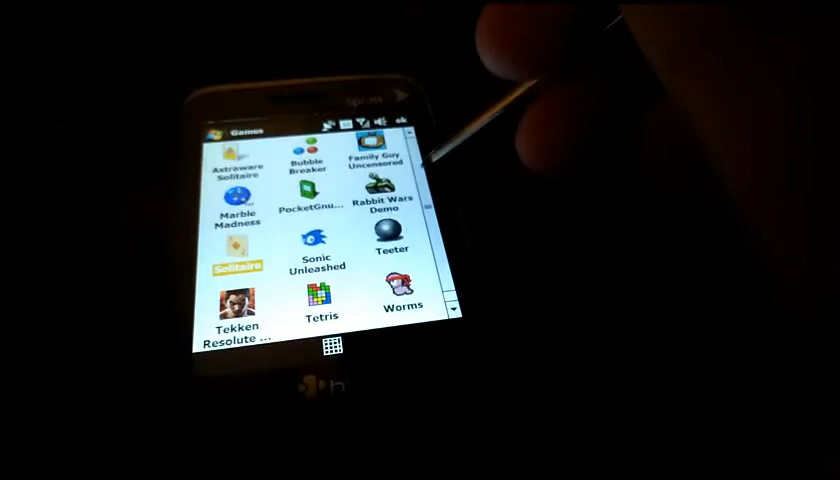 Sprint
Games
ok
Astraware
Solitaire
Bubble
Breaker
Family Guy
Uncensored
Marble
Madness
PocketGnu...
Rabbit Wars
Demo
Solitaire
Sonic
Unleashed
Teeter
Tekken
Resolute ...
Tetris
Worms